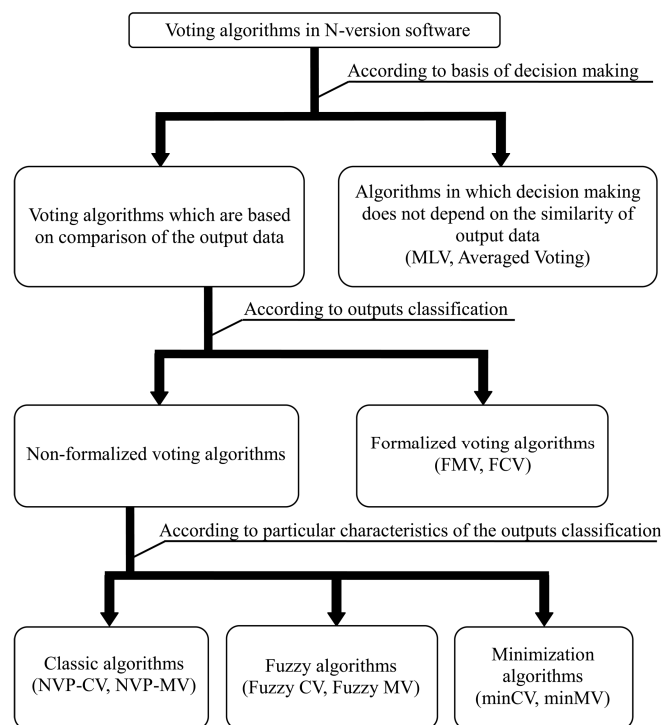 Voting algorithms in N-version software
According to basis of decision making
Voting algorithms which are based
on comparison of the output data
Algorithms in which decision making
does not depend on the similarity of
output data
(MLV, Averaged Voting)
According to outputs classification
Non-formalized voting algorithms
Formalized voting algorithms
(FMV, FCV)
According to particular characteristics of the outputs classification
Classic algorithms
(NVP-CV, NVP-MV)
Fuzzy algorithms
(Fuzzy CV, Fuzzy MV)
Minimization
algorithms
(minCV, minMV)